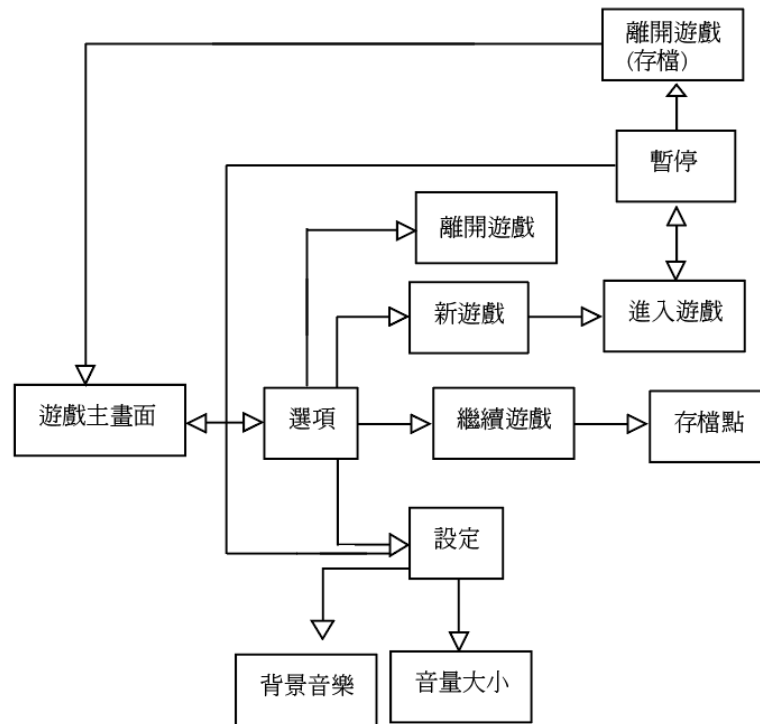 離開遊戲
(存檔)
暫停
離開遊戲
新遊戲
進入遊戲
遊戲主畫面
選項
繼續遊戲
存檔點
設定
背景音樂
音量大小